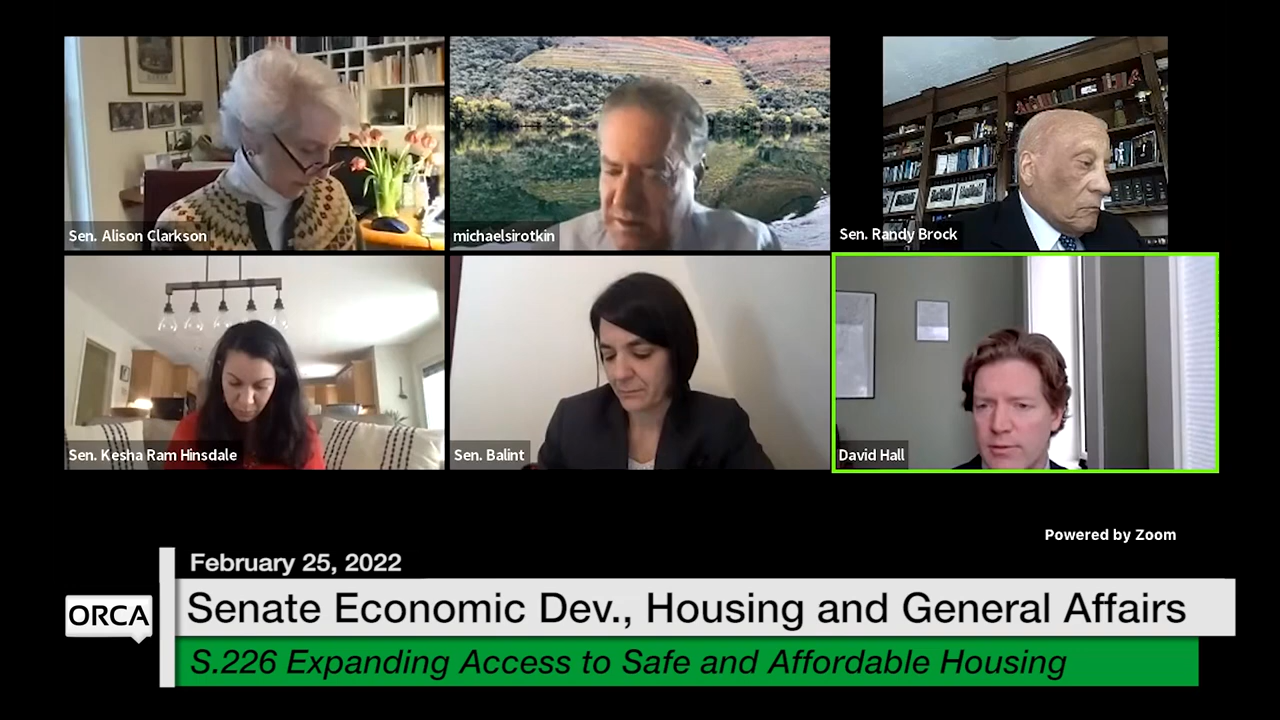 Sen. Alison Clarkson
michaelsirotkin
Sen. Randy Brock
Sen. Kesha Ram Hinsdale
Sen. Balint
David Hall
Powered by Zoom
February 25, 2022
ORCA
Senate Economic Dev., Housing and General Affairs
S.226 Expanding Access to Safe and Affordable Housing